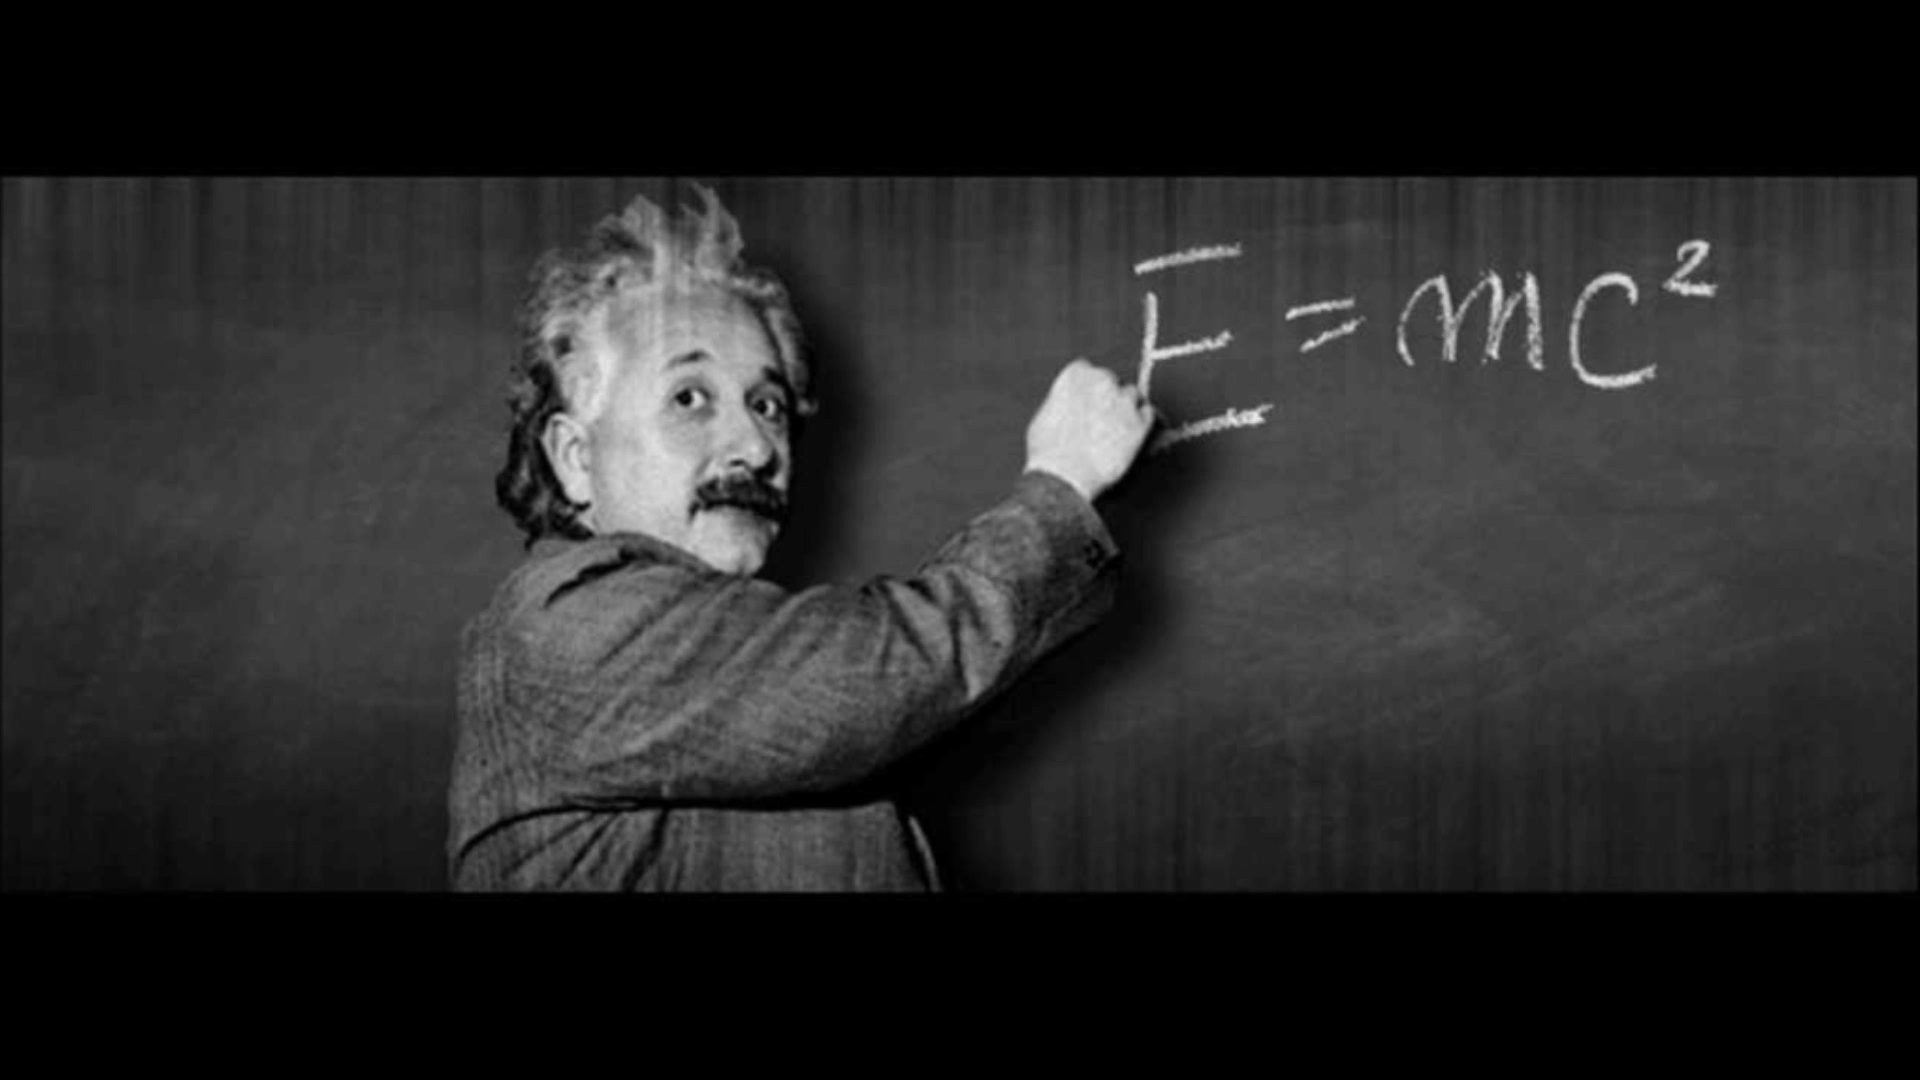 E = mc²